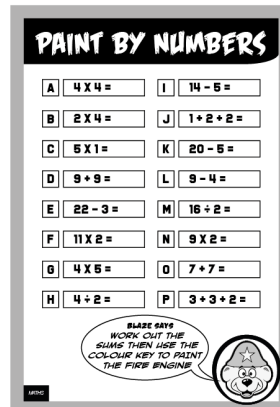 PAINT BY NUMBERS
A 4 X 4 =
I 14 - 5 =
B 2 X 4 =
J 1 + 2 + 2 =
C 5 X 1 =
K 20 - 5 =
D 9 + 9 =
L 9 - 4 =
E 22 - 3 =
M 16 ÷ 2 =
F 11 X 2 =
N 9 X 2 =
G 4 X 5 =
O 7 + 7 =
H 4 ÷ 2 =
P 3 + 3 + 2 =
BLAZE SAYS
WORK OUT THE
SUMS THEN USE THE
COLOUR KEY TO PAINT
THE FIRE ENGINE
MATHS